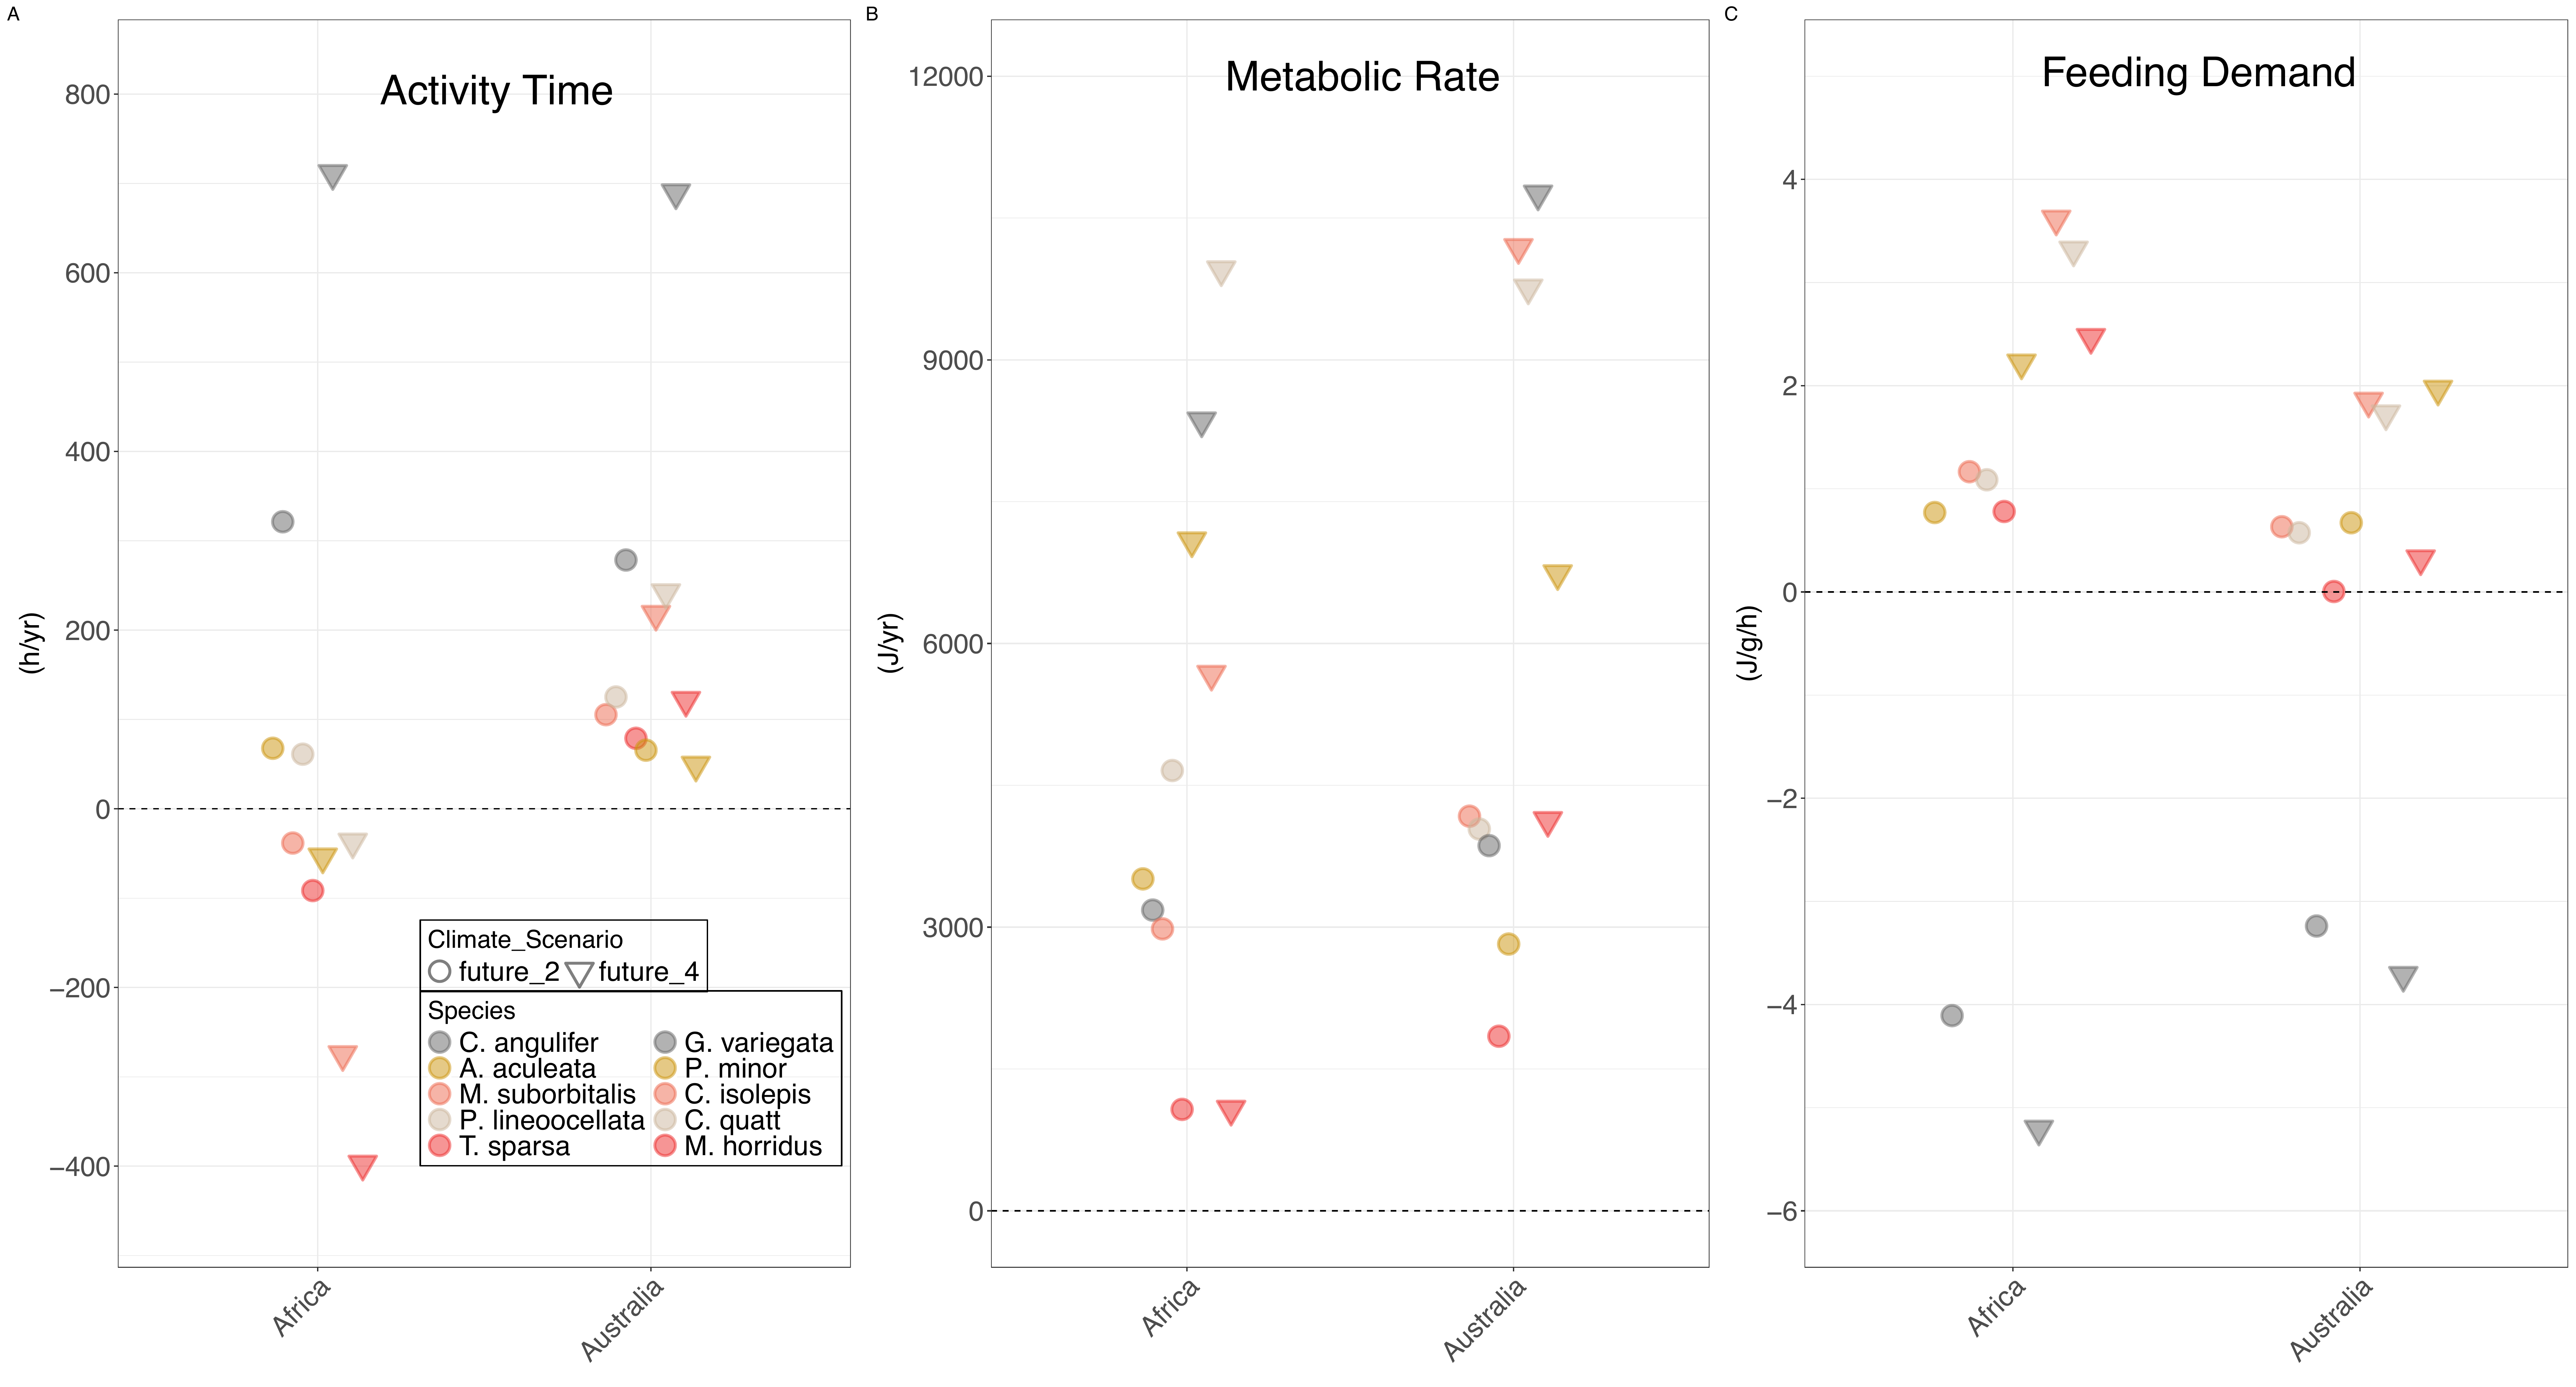 A
Activity Time
800
600
400
200
0
−200
−400
(h/yr)
Africa
Australia
Climate_Scenario
future_2 future_4
Species
C. angulifer G. variegata
A. aculeata P. minor
M. suborbitalis C. isolepis
P. lineoocellata C. quatt
T. sparsa M. horridus
B
Metabolic Rate
12000
9000
6000
3000
0
(J/yr)
Africa
Australia
C
Feeding Demand
4
2
0
−2
−4
−6
(J/g/h)
Africa
Australia